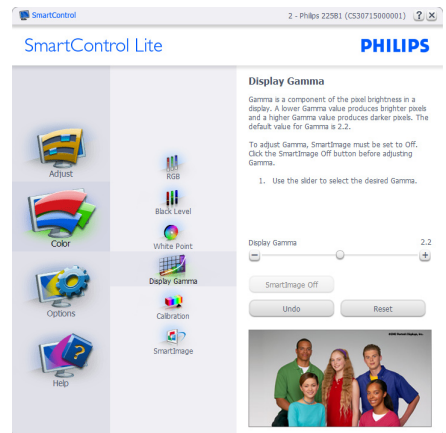 SmartControl
2 - Philips 225B1 (CS30715000001)
SmartControl Lite
PHILIPS
Adjust
Color
Options
Help
RGB
Black Level
White Point
Display Gamma
Calibration
SmartImage
Display Gamma
Gamma is a component of the pixel brightness in a
display. A lower Gamma value produces brighter pixels
and a higher Gamma value produces darker pixels. The
default value for Gamma is 2.2.
To adjust Gamma, SmartImage must be set to Off.
Click the SmartImage Off button before adjusting
Gamma.
1. Use the slider to select the desired Gamma.
Display Gamma 2.2
SmartImage Off
Undo Reset